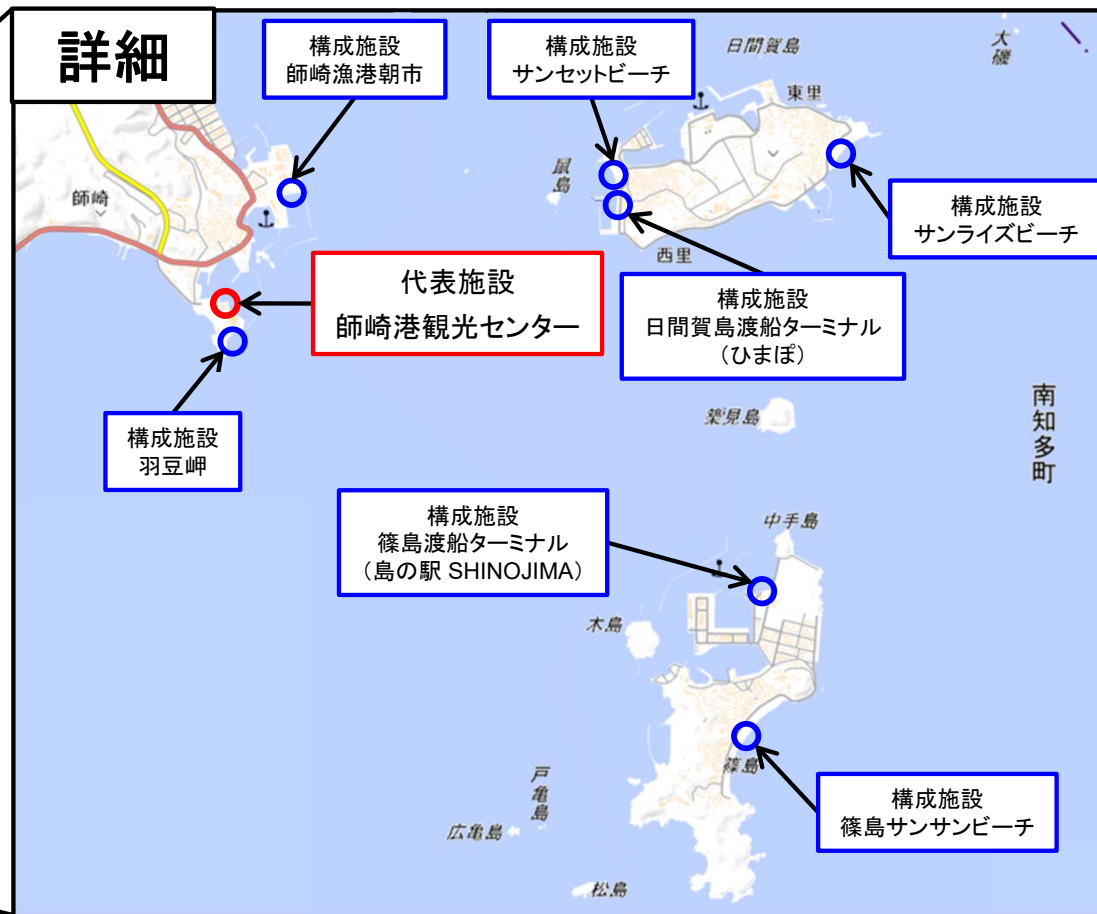 詳細
構成施設
師崎漁港朝市
構成施設
サンセットビーチ
日間賀島
大磯
東里
師崎
鼠島
構成施設
サンライズビーチ
西里
代表施設
師崎港観光センター
構成施設
日間賀島渡船ターミナル
（ひまぽ）
築見島
南知多町
構成施設
羽豆岬
構成施設
篠島渡船ターミナル
（島の駅 SHINOJIMA）
中手島
木島
篠島
戸亀島
広亀島
構成施設
篠島サンサンビーチ
松島